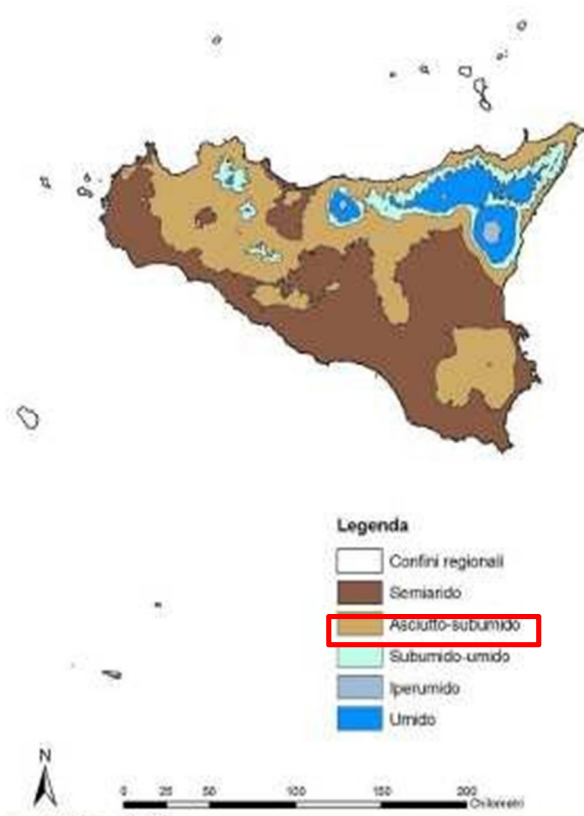 Legenda
Confini regionali
Semiarido
Asciutto-subumido
Subumido-umido
Iperumido
Umido
N
0 25 50 100 150 200
Chilometri